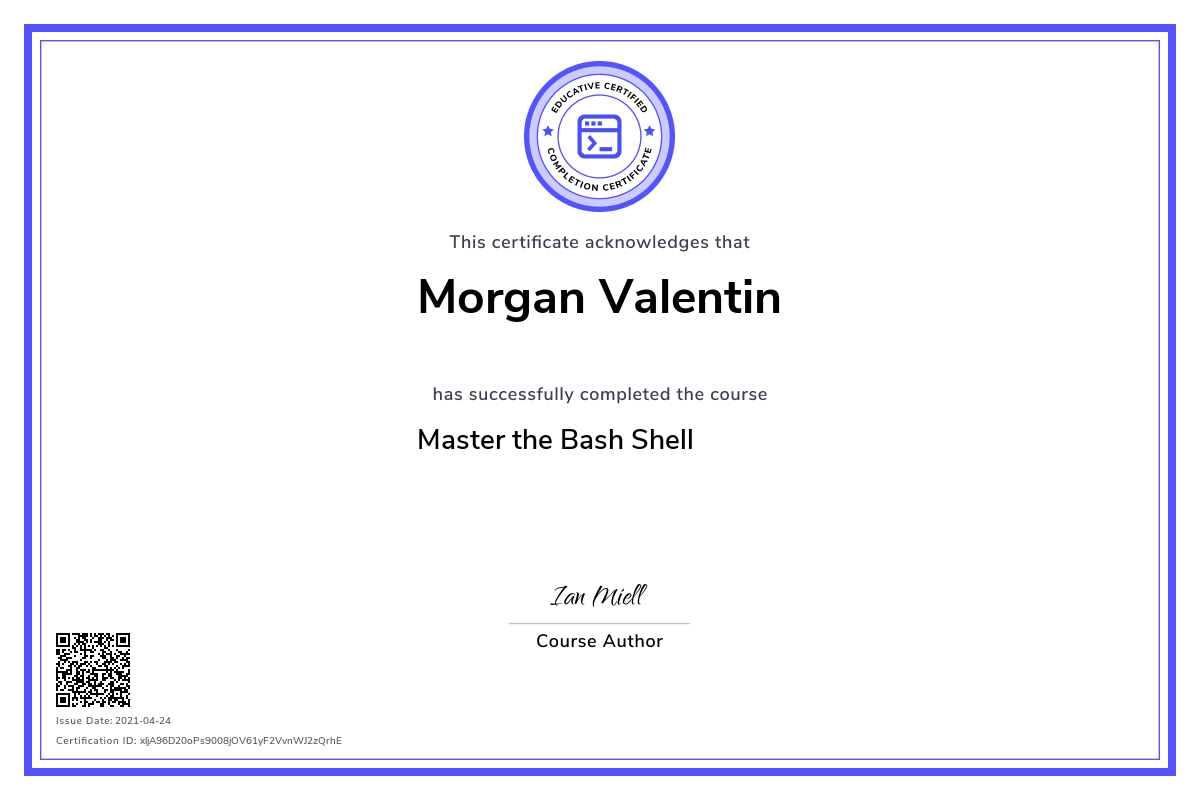 EDUCATIVE CERTIFIED
COMPLETION CERTIFICATE
This certificate acknowledges that
Morgan Valentin
has successfully completed the course
Master the Bash Shell
Ian Miell
Course Author
Issue Date: 2021-04-24
Certification ID: xljA96D20oPs9008jOV61yF2VvnWJ2zQrhE